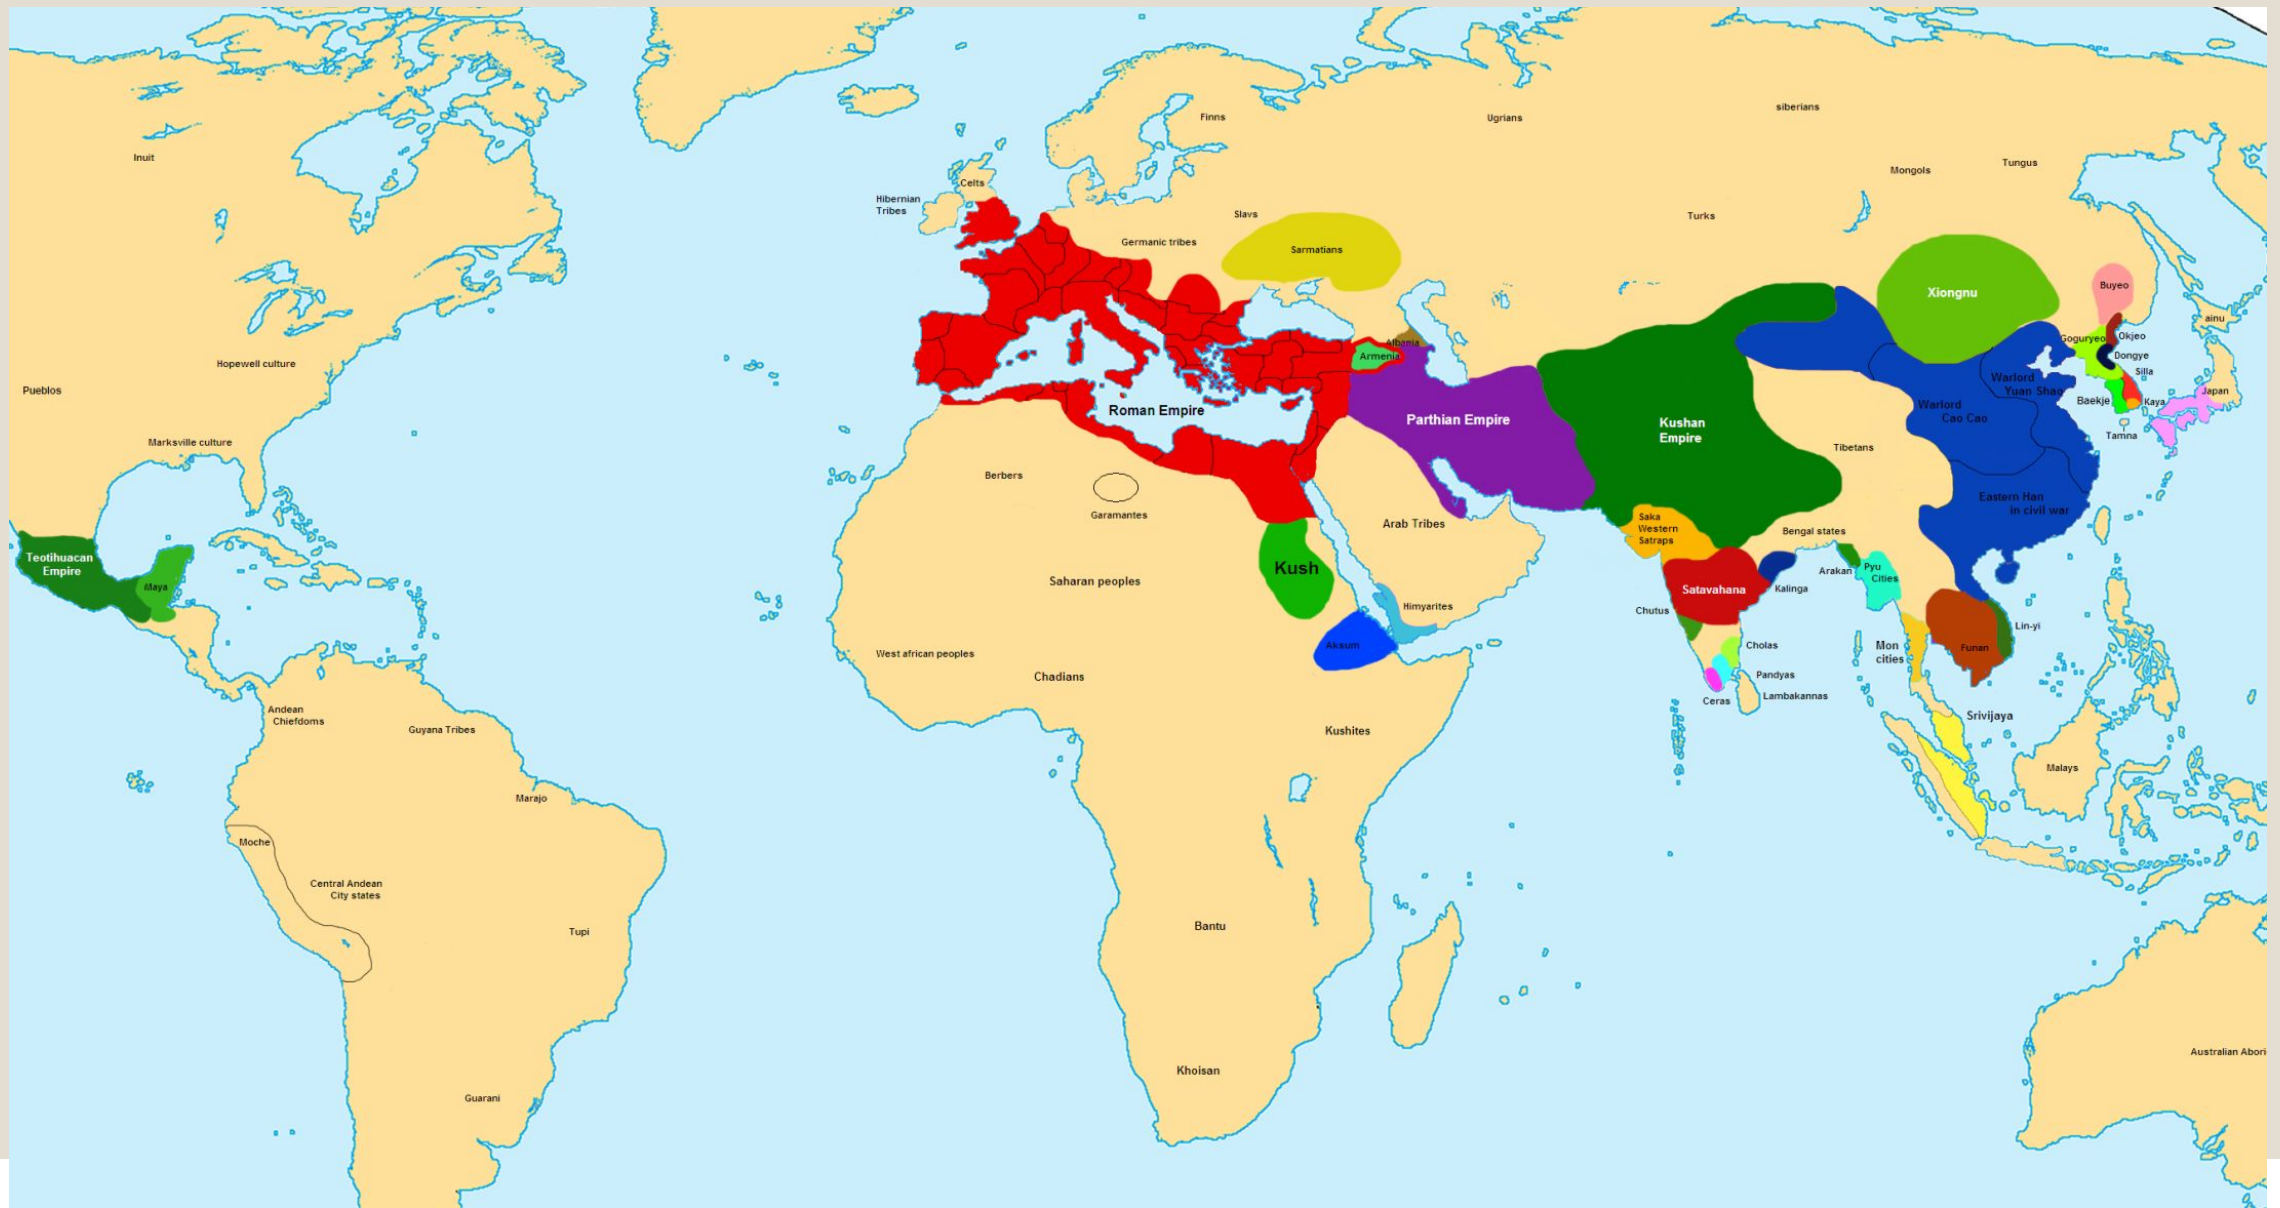 Inuit
Hopewell culture
Pueblos
Marksville culture
Teotihuacan
Empire
Maya
Andean
Chiefdoms
Guyana Tribes
Marajo
Moche
Central Andean
City states
Tupi
Guarani
Finns
Ugrians
siberians
Tungus
Mongols
Turks
Celts
Hibernian
Tribes
Slavs
Germanic tribes
Sarmatians
Albania
Armenia
Roman Empire
Parthian Empire
Kushan
Empire
Xiongnu
Buyeo
ainu
Goguryeo
Okjeo
Dongye
Silla
Japan
Baekje
Kaya
Tamna
Warlord
Yuan Shao
Warlord
Cao Cao
Tibetans
Eastern Han
in civil war
Berbers
Garamantes
Arab Tribes
Saka
Western
Satraps
Bengal states
Kush
Saharan peoples
Himyarites
Aksum
West african peoples
Chadians
Kushites
Satavahana
Kalinga
Arakan
Pyu
Cities
Chutus
Cholas
Pandyas
Lambakannas
Ceras
Mon
cities
Funan
Lin-yi
Srivijaya
Malays
Bantu
Khoisan
Australian Abori